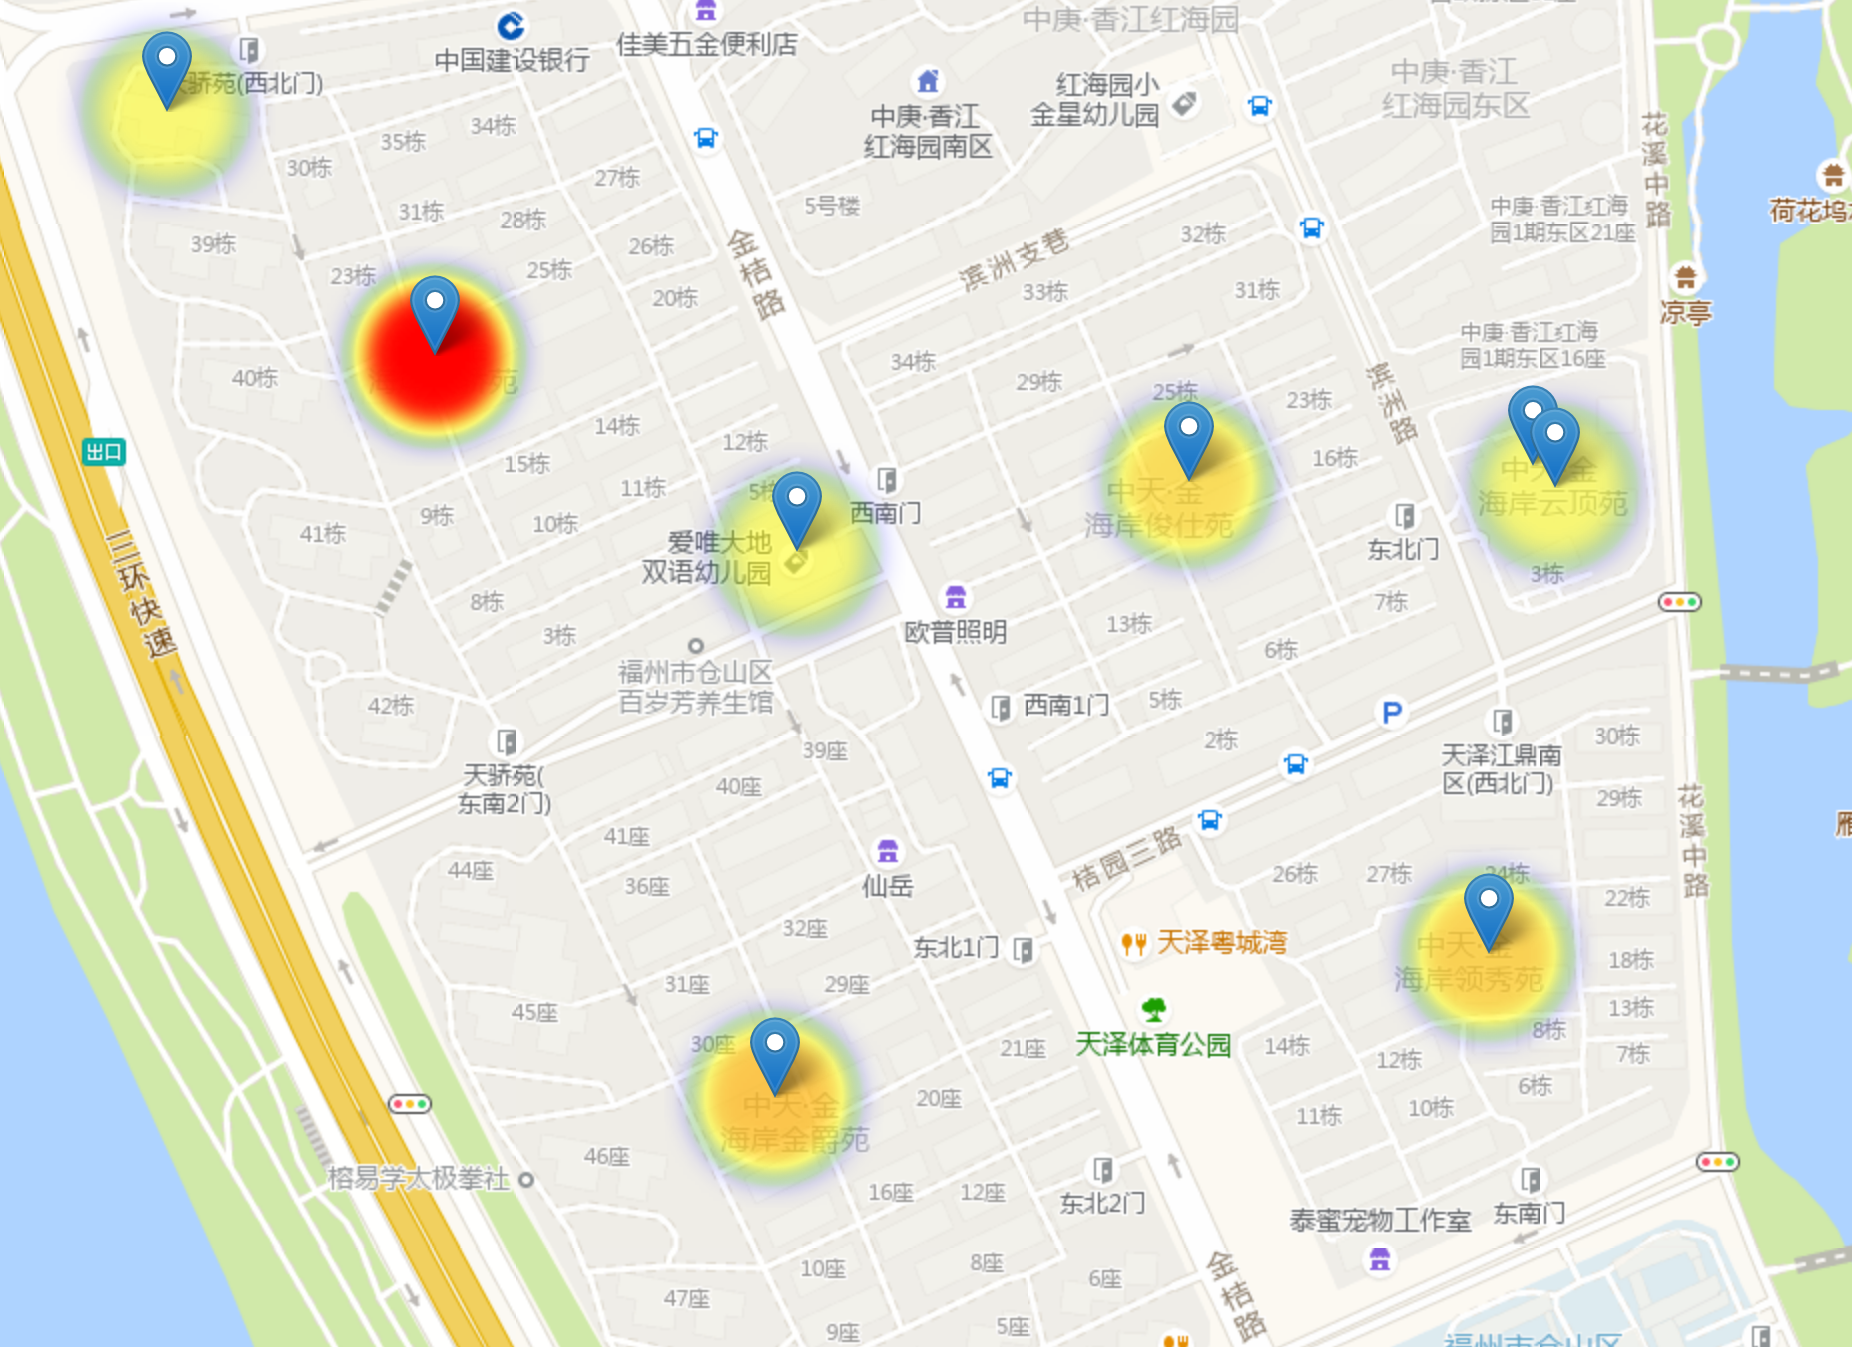 中国建设银行
佳美五金便利店
中庚·香江红海园
骄苑(西北门)
35栋
34栋
30栋
27栋
31栋
28栋
39栋
26栋
23栋
25栋
20栋
40栋
苑
14栋
12栋
15栋
11栋
9栋
10栋
41栋
8栋
3栋
42栋
中庚·香江
红海园南区
红海园小
金星幼儿园
中庚·香江
红海园东区
5号楼
金桔路
滨洲支巷
32栋
33栋
31栋
34栋
29栋
25栋
23栋
16栋
滨洲路
中庚·香江红海
园1期东区21座
中庚·香江红海
园1期东区16座
花溪中路
荷花坞
凉亭
出口
三环快速
爱唯大地
双语幼儿园
西南门
中天·金
海岸俊仕苑
东北门
海岸云顶苑
3栋
7栋
欧普照明
13栋
6栋
福州市仓山区
百岁芳养生馆
西南1门
5栋
2栋
P
天骄苑(
东南2门)
39座
40座
41座
44座
36座
仙岳
32座
31座
29座
45座
30座
桔园三路
天泽江鼎南
区(西北门)
30栋
29栋
花溪中路
雁
26栋
27栋
24栋
22栋
东北1门
天泽粤城湾
中天·金
海岸领秀苑
18栋
13栋
8栋
7栋
天泽体育公园
14栋
12栋
6栋
11栋
10栋
21座
20座
中天·金
海岸金爵苑
46座
榕易学太极拳社
16座
12座
东北2门
泰蜜宠物工作室
东南门
10座
8座
6座
47座
9座
5座
金桔路
福州市仓山区